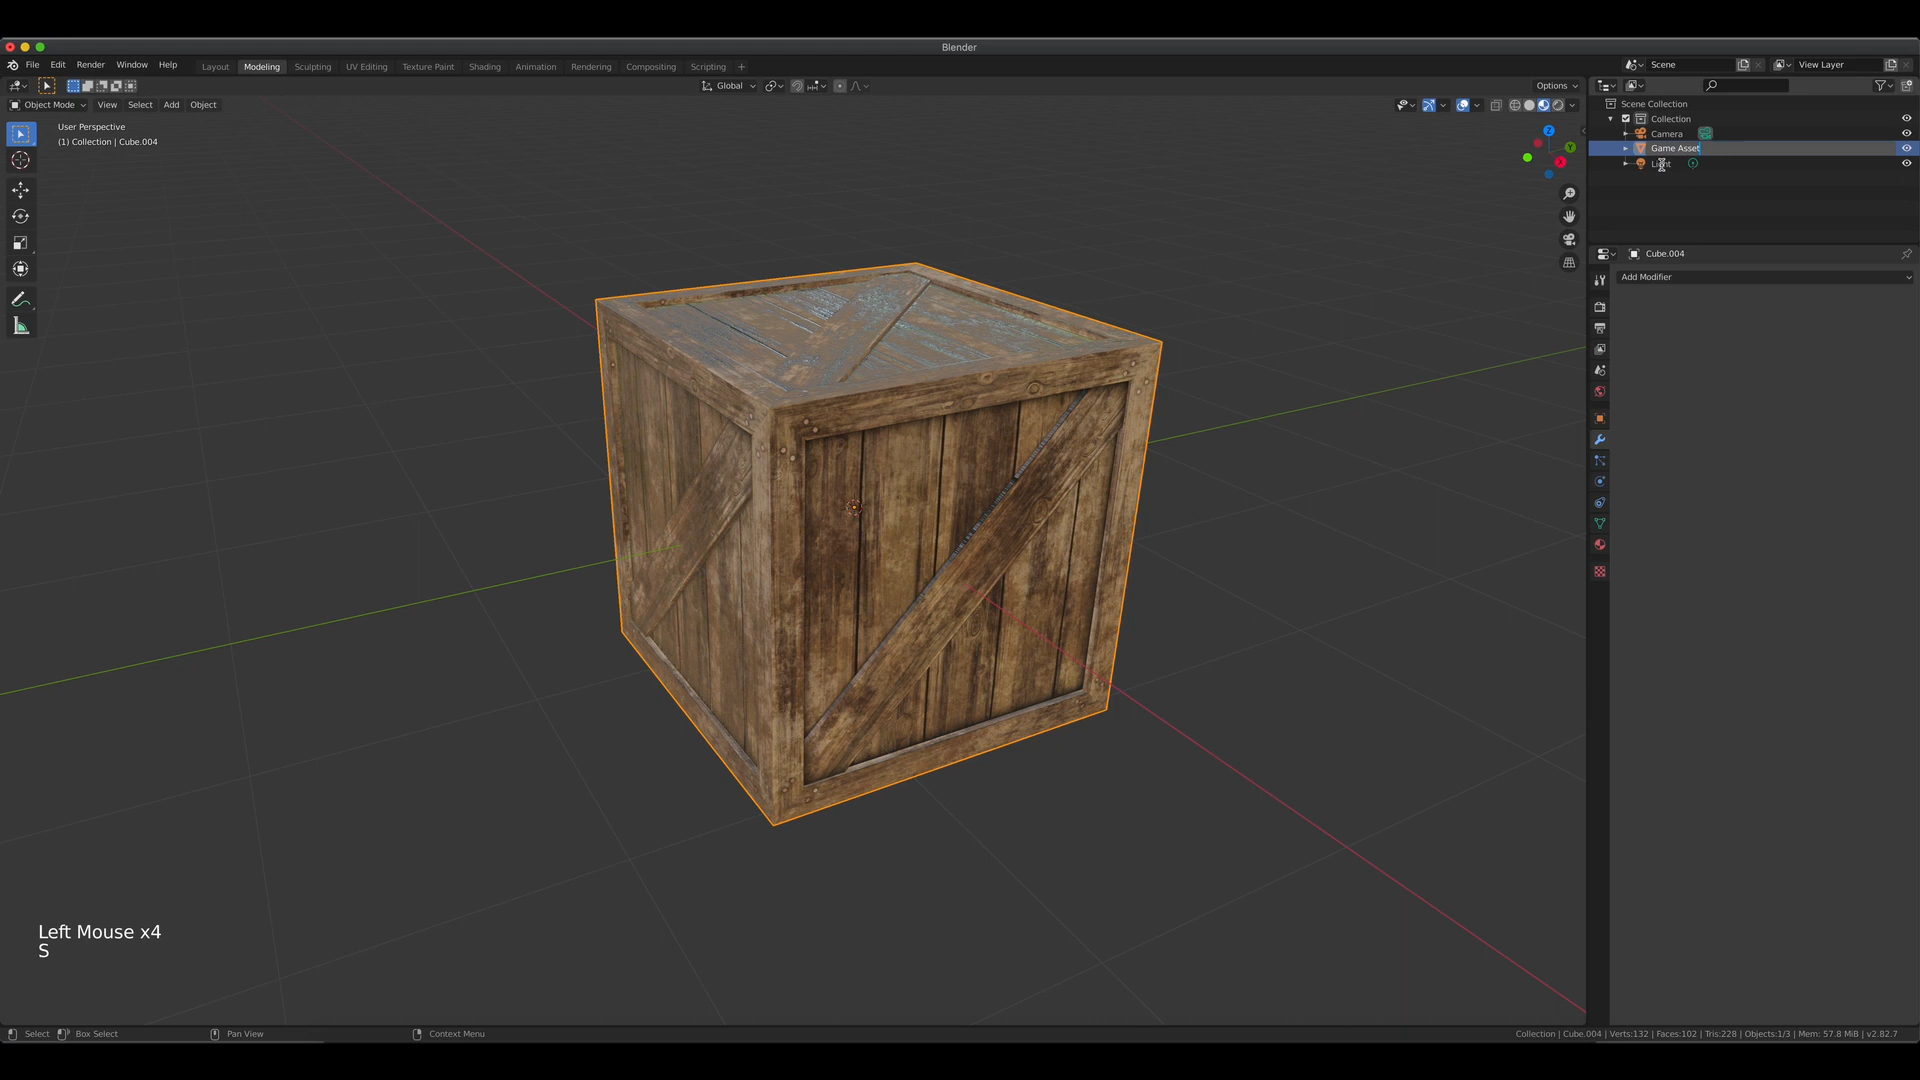 Blender
File Edit Render Window Help
Layout Modeling Sculpting UV Editing Texture Paint Shading Animation Rendering Compositing Scripting +
Scene
View Layer
Global
Options
Object Mode View Select Add Object
User Perspective
(1) Collection | Cube.004
Z
Y
X
Scene Collection
Collection
Camera
Game Asset
Light
Cube.004
Add Modifier
Left Mouse x4
S
Select Box Select Pan View Context Menu
Collection | Cube.004 | Verts:132 | Faces:102 | Tris:228 | Objects:1/3 | Mem: 57.8 MiB | v2.82.7